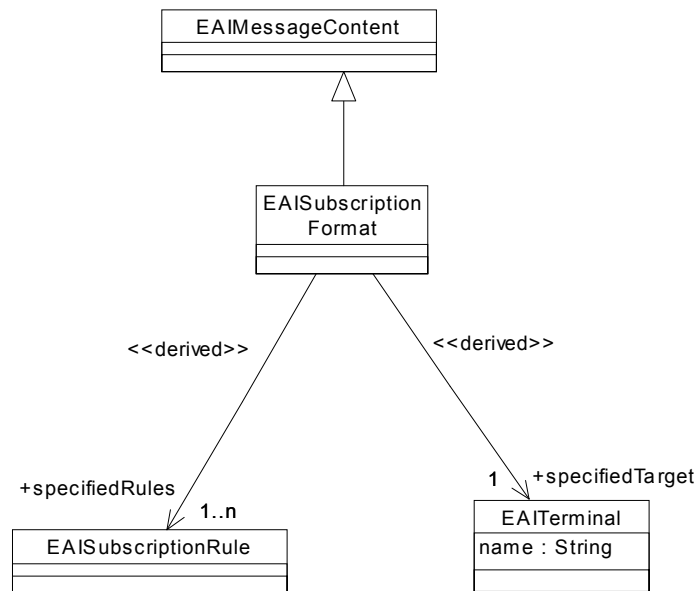 EAIMessageContent
EAISubscription
Format
<<derived>>
<<derived>>
+specifiedRules
1..n
1
+specifiedTarget
EAISubscriptionRule
EAITerminal
name : String